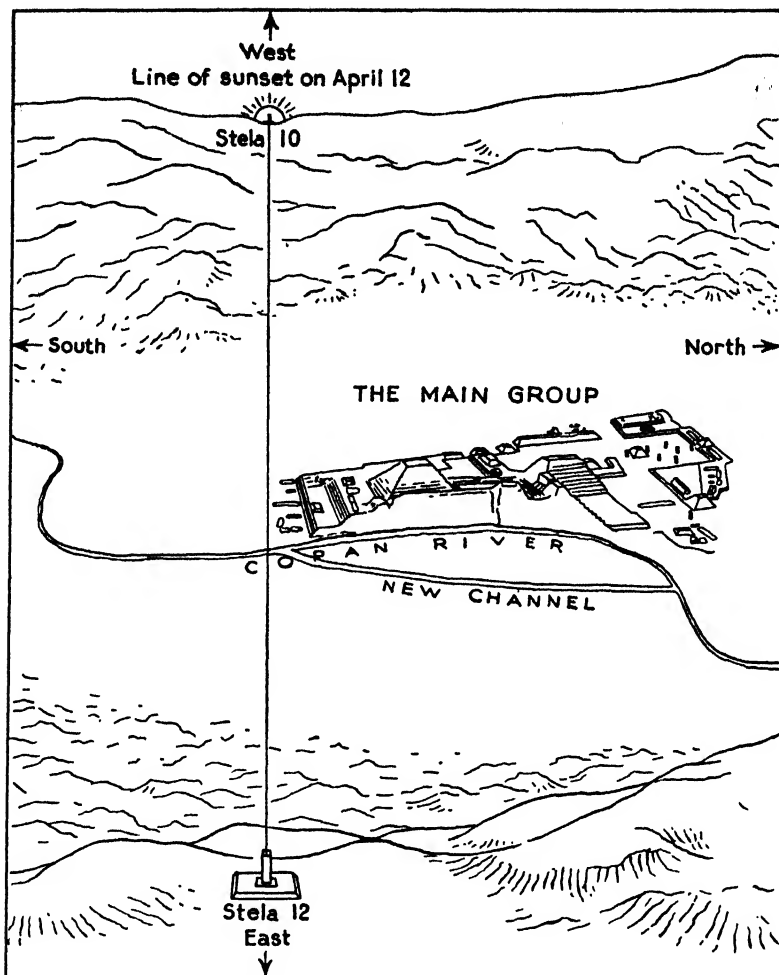 West
Line of sunset on April 12
Stela 10
South
North
THE MAIN GROUP
COPAN RIVER
NEW CHANNEL
Stela 12
East